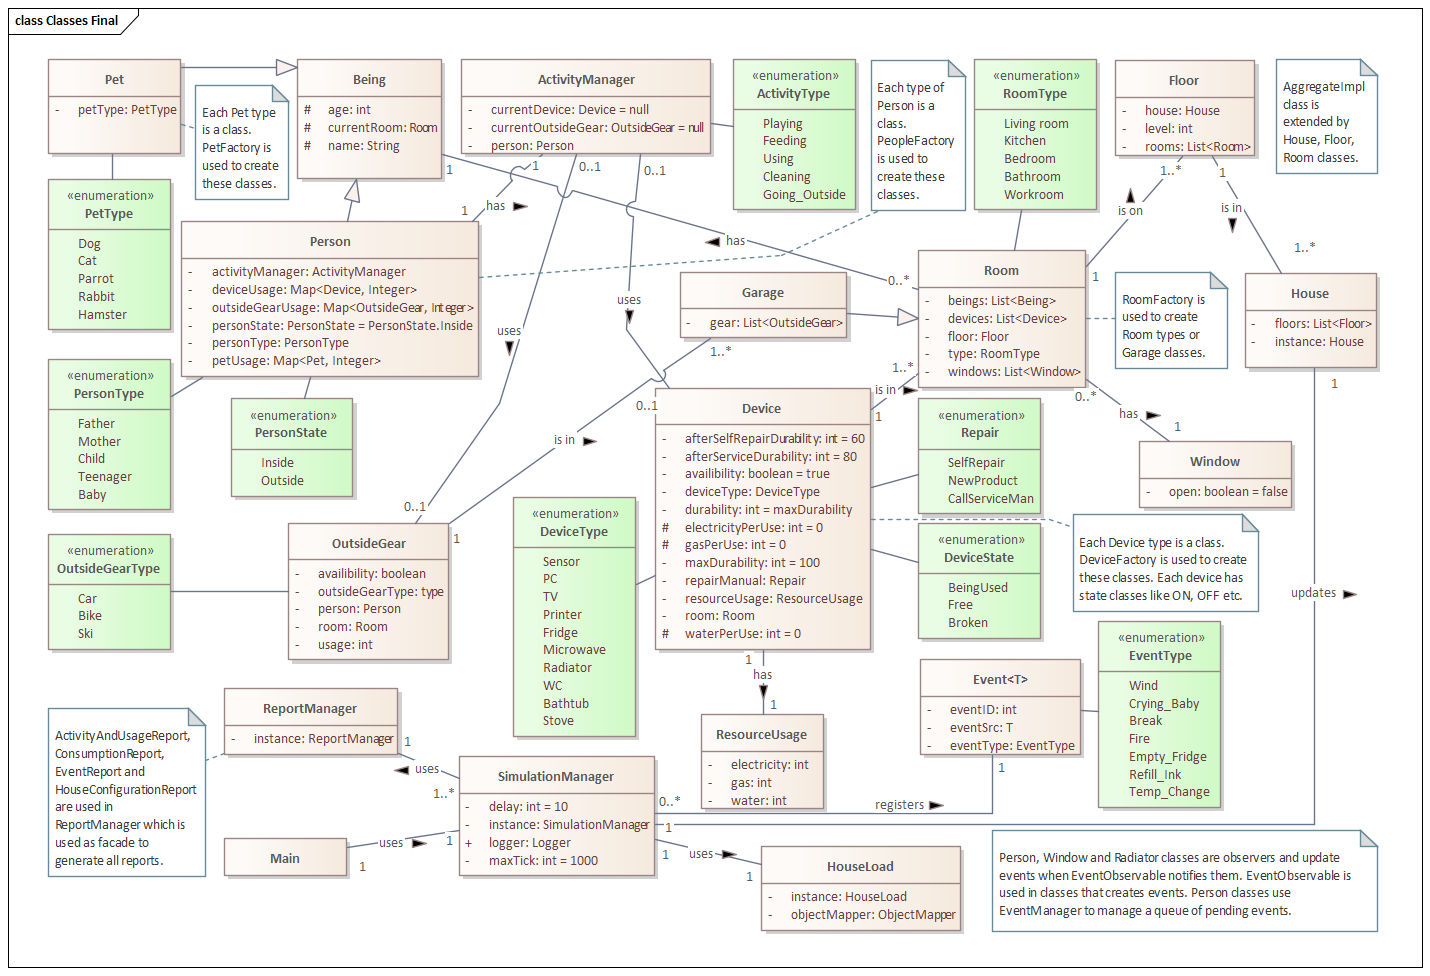 class Classes Final
Pet
- petType: PetType
Each Pet type
is a class.
PetFactory is
used to create
these classes.
Being
# age: int
# currentRoom: Room
# name: String
ActivityManager
- currentDevice: Device = null
- currentOutsideGear: OutsideGear = null
- person: Person
«enumeration»
ActivityType
Playing
Feeding
Using
Cleaning
Going_Outside
Each type of
Person is a
class.
PeopleFactory
is used to
create these
classes.
«enumeration»
RoomType
Living room
Kitchen
Bedroom
Bathroom
Workroom
Floor
- house: House
- level: int
- rooms: List<Room>
AggregateImpl
class is
extended by
House, Floor,
Room classes.
1
1
0..1
0..1
1..*
1
«enumeration»
PetType
Dog
Cat
Parrot
Rabbit
Hamster
1
has
is on
is in
has
1..*
Person
- activityManager: ActivityManager
- deviceUsage: Map<Device, Integer>
- outsideGearUsage: Map<OutsideGear, Integer>
- personState: PersonState = PersonState.Inside
- personType: PersonType
- petUsage: Map<Pet, Integer>
Garage
- gear: List<OutsideGear>
0..*
Room
- beings: List<Being>
- devices: List<Device>
- floor: Floor
- type: RoomType
- windows: List<Window>
1
RoomFactory is
used to create
Room types or
Garage classes.
House
- floors: List<Floor>
- instance: House
uses
uses
1..*
1..*
is in
1
0..*
has
1
1
«enumeration»
PersonType
Father
Mother
Child
Teenager
Baby
«enumeration»
PersonState
Inside
Outside
0..1
is in
Device
- afterSelfRepairDurability: int = 60
- afterServiceDurability: int = 80
- availibility: boolean = true
- deviceType: DeviceType
- durability: int = maxDurability
# electricityPerUse: int = 0
# gasPerUse: int = 0
- maxDurability: int = 100
- repairManual: Repair
- resourceUsage: ResourceUsage
- room: Room
# waterPerUse: int = 0
«enumeration»
Repair
SelfRepair
NewProduct
CallServiceMan
Window
- open: boolean = false
0..1
1
«enumeration»
OutsideGearType
Car
Bike
Ski
OutsideGear
- availibility: boolean
- outsideGearType: type
- person: Person
- room: Room
- usage: int
«enumeration»
DeviceType
Sensor
PC
TV
Printer
Fridge
Microwave
Radiator
WC
Bathtub
Stove
«enumeration»
DeviceState
BeingUsed
Free
Broken
Each Device type is a class.
DeviceFactory is used to create
these classes. Each device has
state classes like ON, OFF etc.
updates
1
has
1
Event<T>
- eventID: int
- eventSrc: T
- eventType: EventType
1
«enumeration»
EventType
Wind
Crying_Baby
Break
Fire
Empty_Fridge
Refill_Ink
Temp_Change
ActivityAndUsageReport,
ConsumptionReport,
EventReport and
HouseConfigurationReport
are used in
ReportManager which is
used as facade to
generate all reports.
ReportManager
- instance: ReportManager
1
uses
1..*
ResourceUsage
- electricity: int
- gas: int
- water: int
SimulationManager
- delay: int = 10
- instance: SimulationManager
+ logger: Logger
- maxTick: int = 1000
0..*
registers
1
Main
1
uses
1
1
uses
1
HouseLoad
- instance: HouseLoad
- objectMapper: ObjectMapper
Person, Window and Radiator classes are observers and update
events when EventObservable notifies them. EventObservable is
used in classes that creates events. Person classes use
EventManager to manage a queue of pending events.